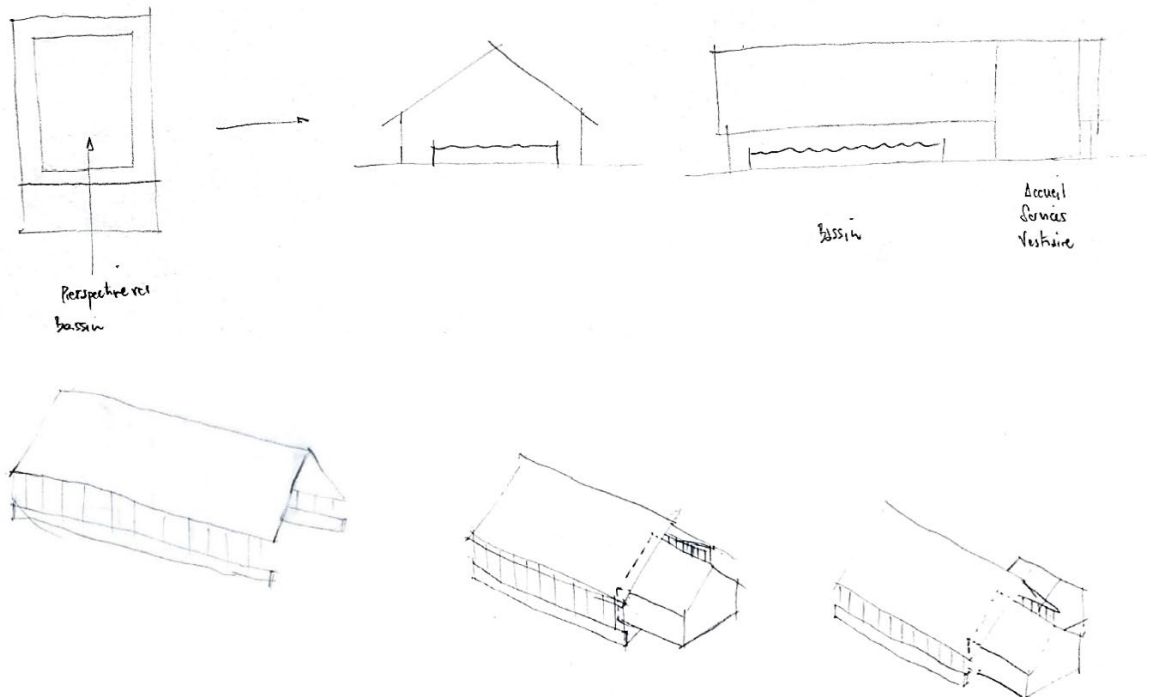 Perspective vers
Bassin
Bassin
Accueil
Services
Vestiaire